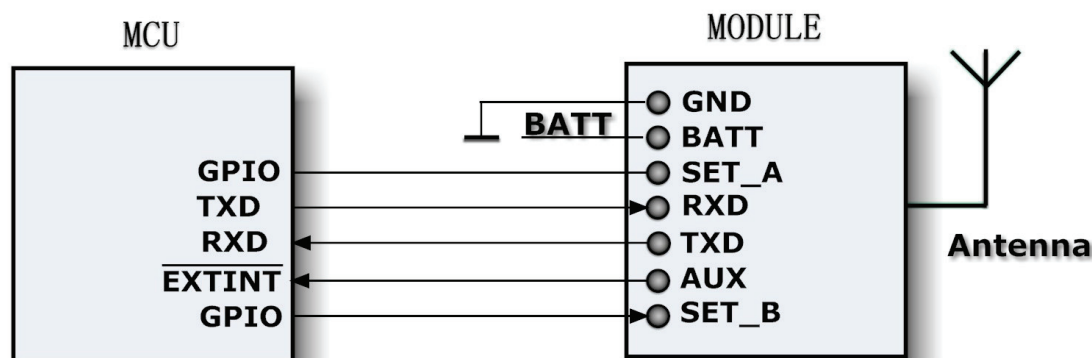 MCU
GPIO
TXD
RXD
EXTINT
GPIO
MODULE
BATT
GND
BATT
SET_A
RXD
TXD
AUX
SET_B
Antenna